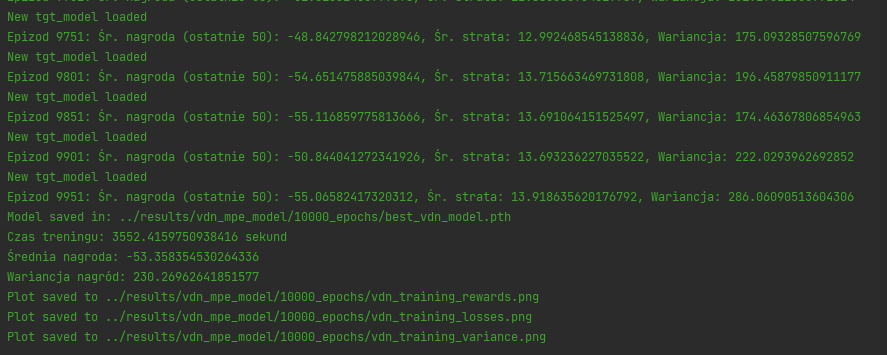 New tgt_model loaded
Epizod 9751: Śr. nagroda (ostatnie 50): -48.842798212028946, Śr. strata: 12.992468545138836, Wariancja: 175.09328507596769
New tgt_model loaded
Epizod 9801: Śr. nagroda (ostatnie 50): -54.651475885039844, Śr. strata: 13.715663469731808, Wariancja: 196.45879850911177
New tgt_model loaded
Epizod 9851: Śr. nagroda (ostatnie 50): -55.116859775813666, Śr. strata: 13.691064151525497, Wariancja: 174.46367806854963
New tgt_model loaded
Epizod 9901: Śr. nagroda (ostatnie 50): -50.844041272341926, Śr. strata: 13.693236227035522, Wariancja: 222.0293962692852
New tgt_model loaded
Epizod 9951: Śr. nagroda (ostatnie 50): -55.06582417320312, Śr. strata: 13.918635620176792, Wariancja: 286.06090513604306
Model saved in: ../results/vdn_mpe_model/10000_epochs/best_vdn_model.pth
Czas treningu: 3552.4159750938416 sekund
Średnia nagroda: -53.358354530264336
Wariancja nagród: 230.26962641851577
Plot saved to ../results/vdn_mpe_model/10000_epochs/vdn_training_rewards.png
Plot saved to ../results/vdn_mpe_model/10000_epochs/vdn_training_losses.png
Plot saved to ../results/vdn_mpe_model/10000_epochs/vdn_training_variance.png